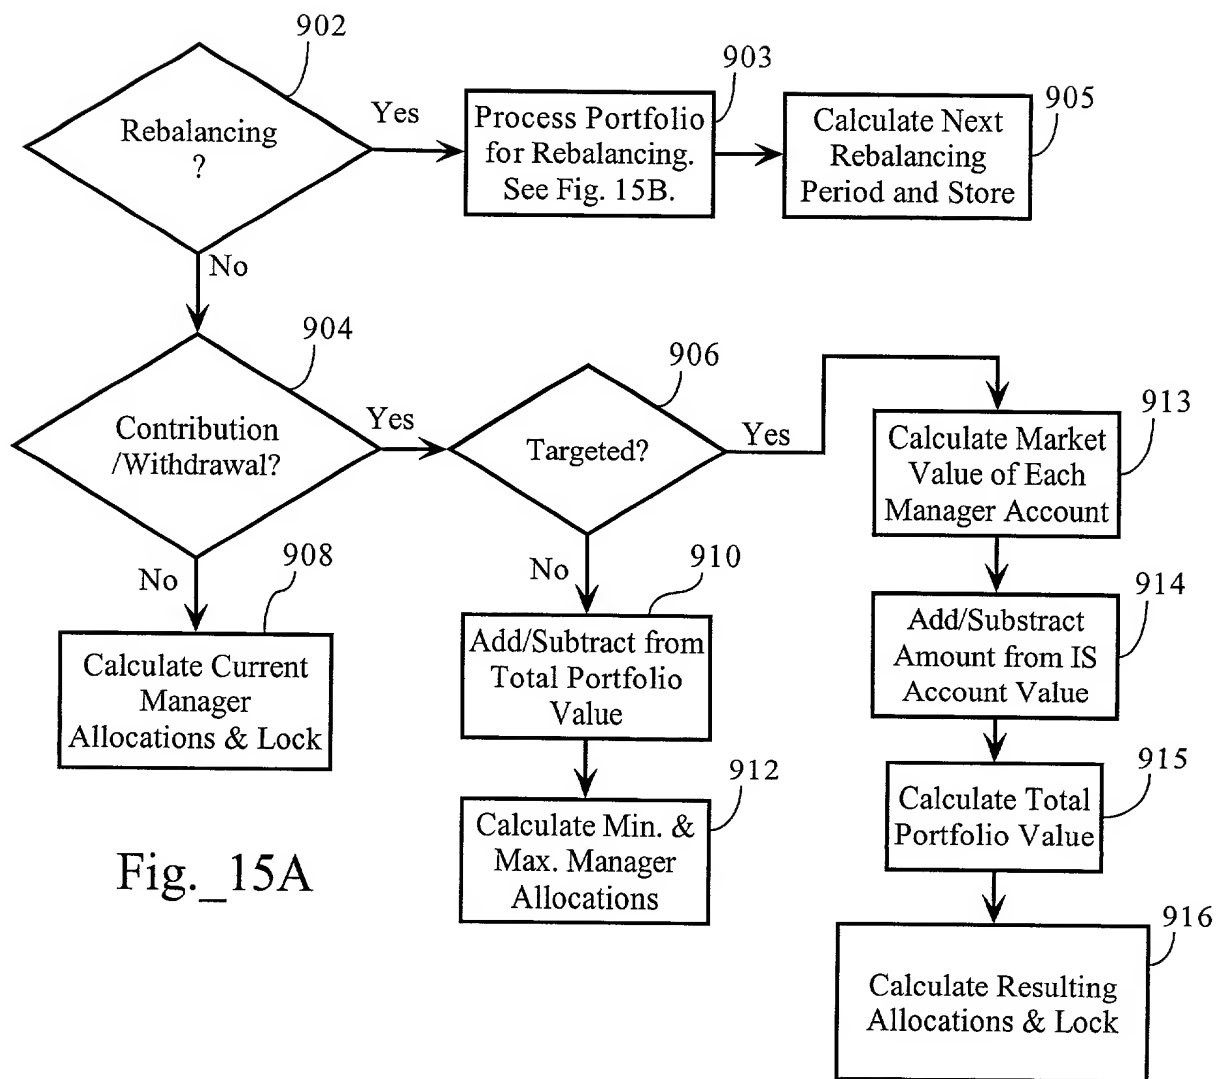 902
Rebalancing
?
Yes
903
Process Portfolio
for Rebalancing.
See Fig. 15B.
905
Calculate Next
Rebalancing
Period and Store
No
904
Contribution
/Withdrawal?
Yes
906
Targeted?
Yes
913
Calculate Market
Value of Each
Manager Account
No
908
Calculate Current
Manager
Allocations & Lock
No
910
Add/Subtract from
Total Portfolio
Value
914
Add/Substract
Amount from IS
Account Value
912
Calculate Min. &
Max. Manager
Allocations
915
Calculate Total
Portfolio Value
916
Calculate Resulting
Allocations & Lock
Fig._15A